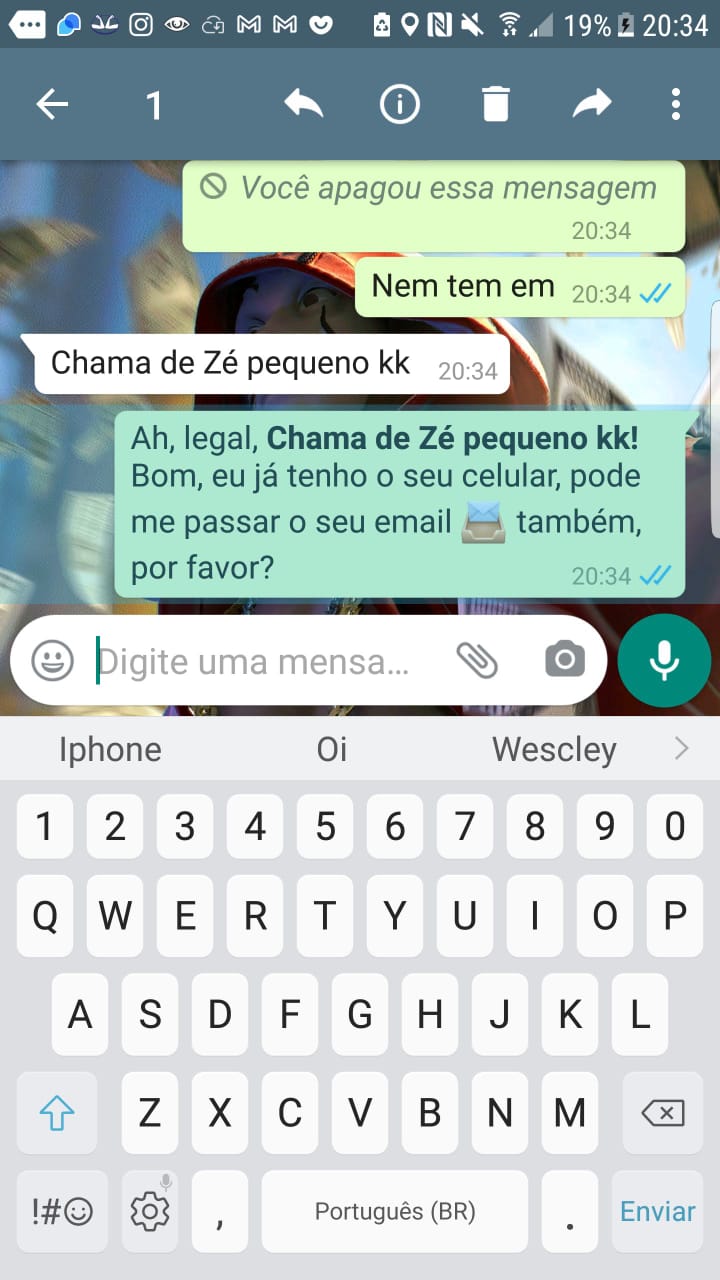 19% 20:34
1
Você apagou essa mensagem
20:34
Nem tem em 20:34
Chama de Zé pequeno kk 20:34
Ah, legal, Chama de Zé pequeno kk!
Bom, eu já tenho o seu celular, pode
me passar o seu email 📨 também,
por favor? 20:34
Digite uma mensa...
Iphone Oi Wescley
1 2 3 4 5 6 7 8 9 0
Q W E R T Y U I O P
A S D F G H J K L
Z X C V B N M
!#☺ , Português (BR) . Enviar